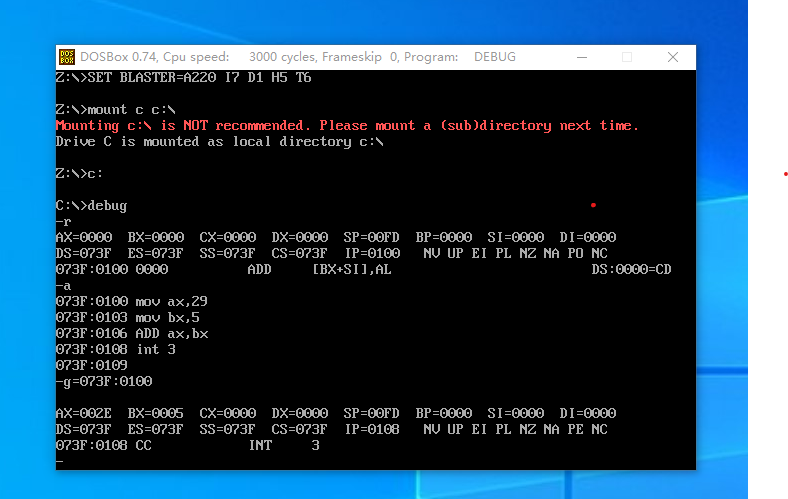 DOS BOX DOSBox 0.74, Cpu speed: 3000 cycles, Frameskip 0, Program: DEBUG
Z:\>SET BLASTER=A220 I7 D1 H5 T6
Z:\>mount c c:\
Mounting c:\ is NOT recommended. Please mount a (sub)directory next time.
Drive C is mounted as local directory c:\
Z:\>c:
C:\>debug
-r
AX=0000 BX=0000 CX=0000 DX=0000 SP=00FD BP=0000 SI=0000 DI=0000
DS=073F ES=073F SS=073F CS=073F IP=0100 NV UP EI PL NZ NA PO NC
073F:0100 0000 ADD [BX+SI],AL DS:0000=CD
-a
073F:0100 mov ax,29
073F:0103 mov bx,5
073F:0106 ADD ax,bx
073F:0108 int 3
073F:0109
-g=073F:0100
AX=002E BX=0005 CX=0000 DX=0000 SP=00FD BP=0000 SI=0000 DI=0000
DS=073F ES=073F SS=073F CS=073F IP=0108 NV UP EI PL NZ NA PE NC
073F:0108 CC INT 3
-